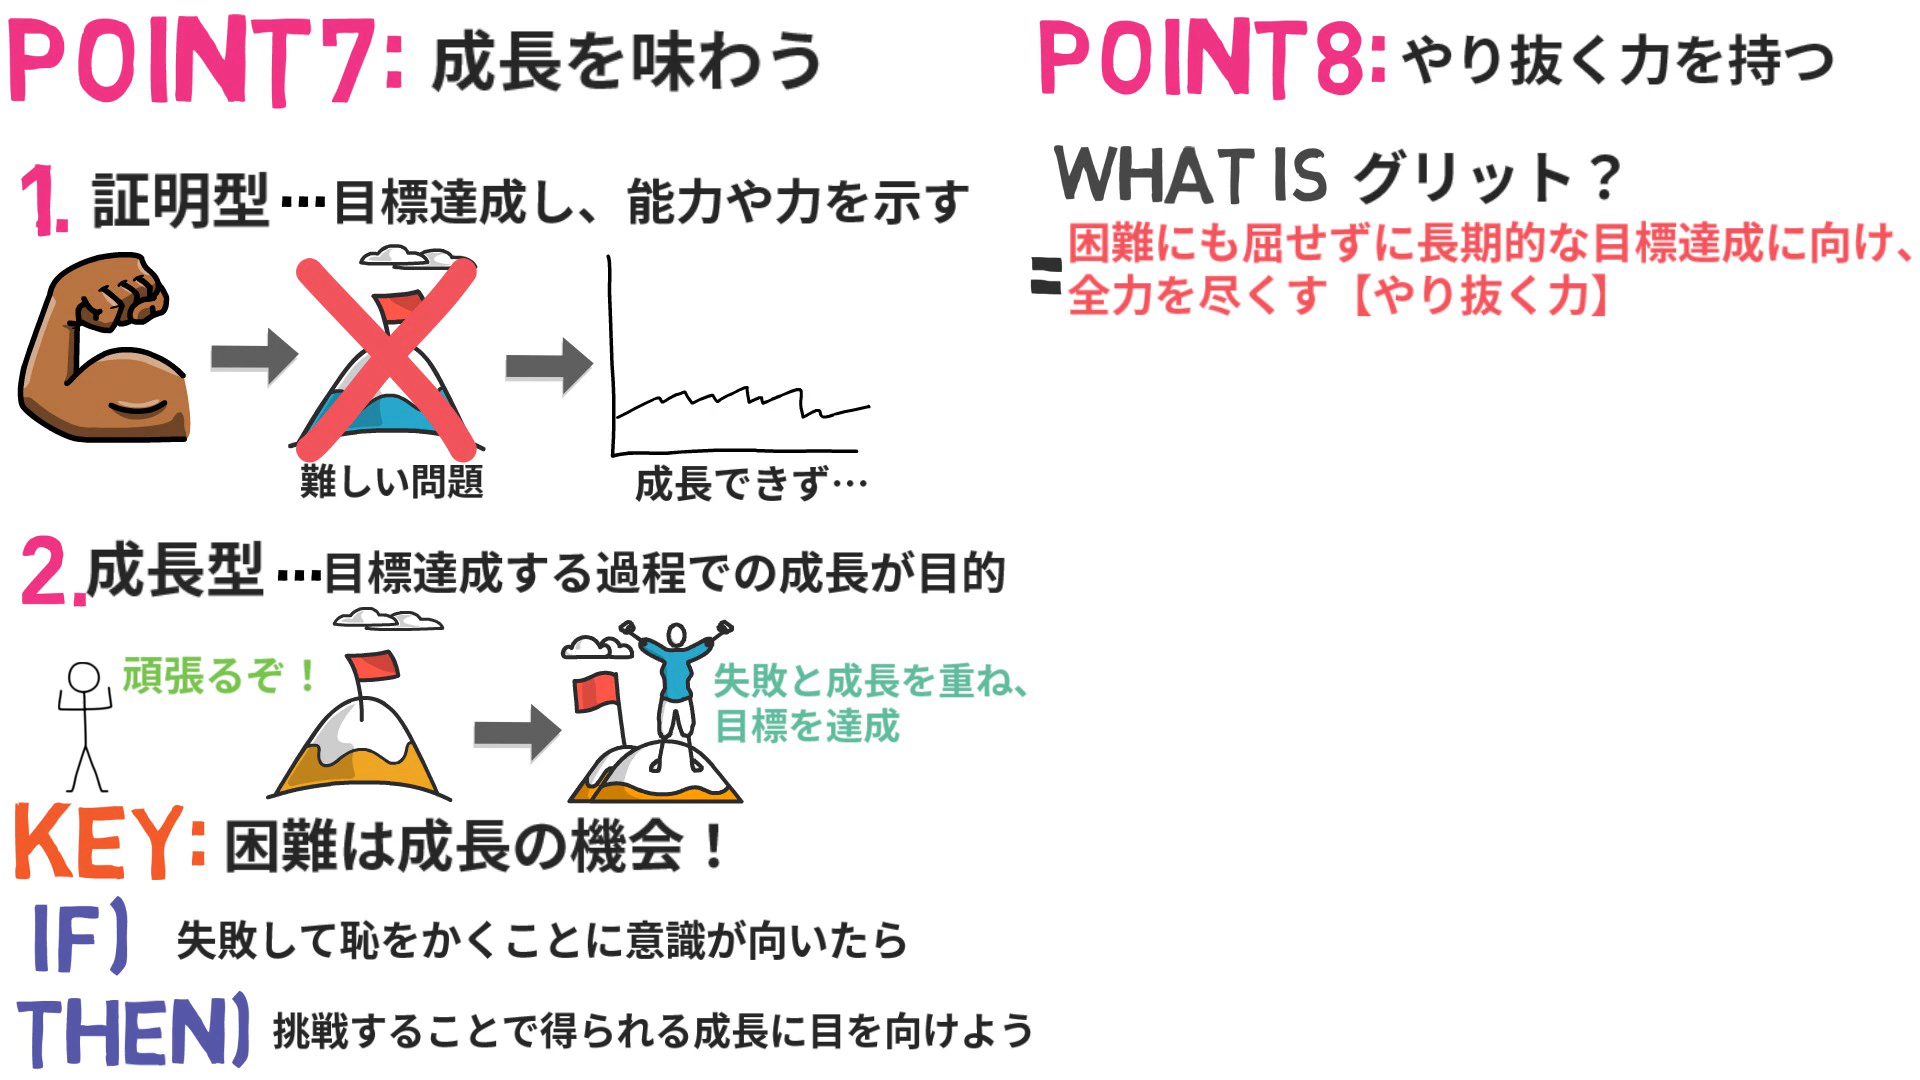 POINT7: 成長を味わう
1. 証明型…目標達成し、能力や力を示す
難しい問題
成長できず…
2.成長型…目標達成する過程での成長が目的
頑張るぞ！
失敗と成長を重ね、
目標を達成
KEY: 困難は成長の機会！
IF) 失敗して恥をかくことに意識が向いたら
THEN) 挑戦することで得られる成長に目を向けよう
POINT8: やり抜く力を持つ
WHAT IS グリット？
=困難にも屈せずに長期的な目標達成に向け、
全力を尽くす【やり抜く力】